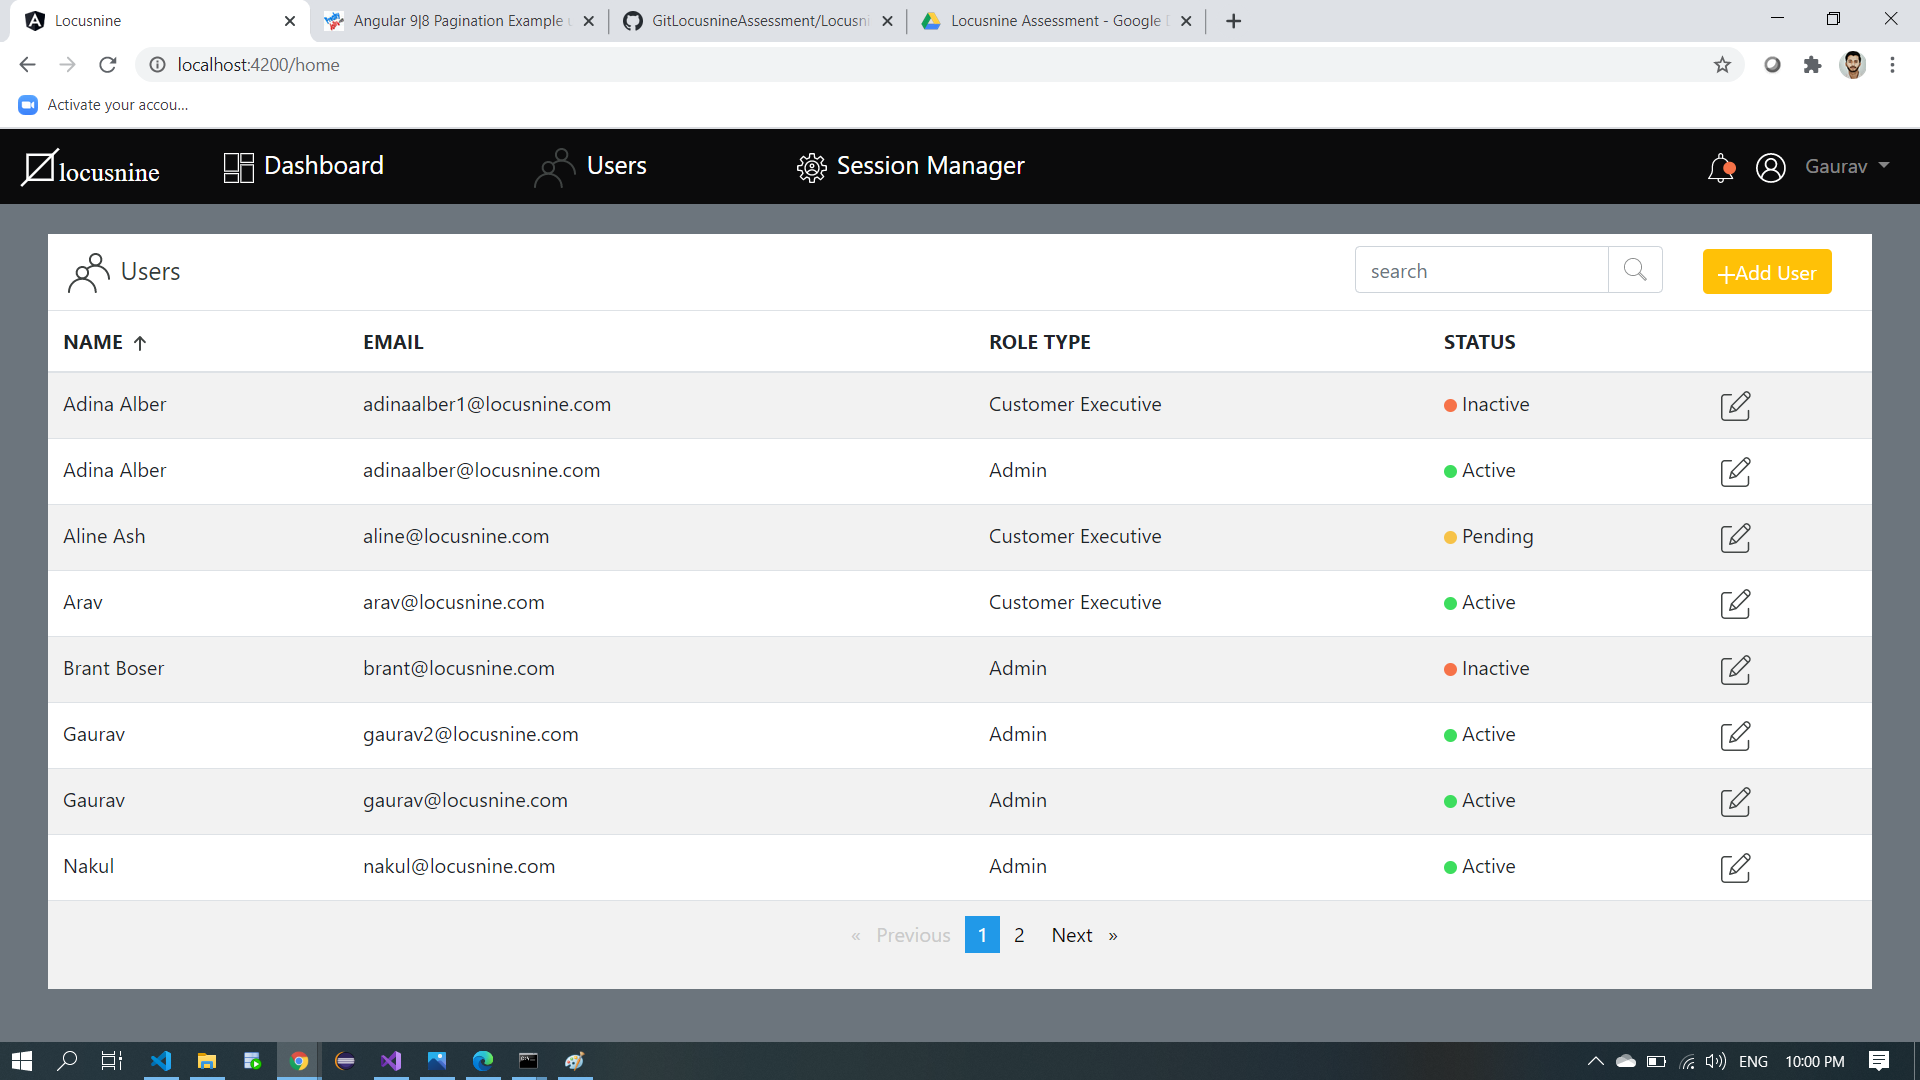 Locusnine
Angular 9|8 Pagination Example
GitLocusnineAssessment/Locusni
Locusnine Assessment - Google
localhost:4200/home
Activate your accou...
locusnine
Dashboard
Users
Session Manager
Gaurav
Users
search
+Add User
NAME ↑ EMAIL ROLE TYPE STATUS
Adina Alber adinaalber1@locusnine.com Customer Executive Inactive
Adina Alber adinaalber@locusnine.com Admin Active
Aline Ash aline@locusnine.com Customer Executive Pending
Arav arav@locusnine.com Customer Executive Active
Brant Boser brant@locusnine.com Admin Inactive
Gaurav gaurav2@locusnine.com Admin Active
Gaurav gaurav@locusnine.com Admin Active
Nakul nakul@locusnine.com Admin Active
« Previous 1 2 Next »
ENG 10:00 PM